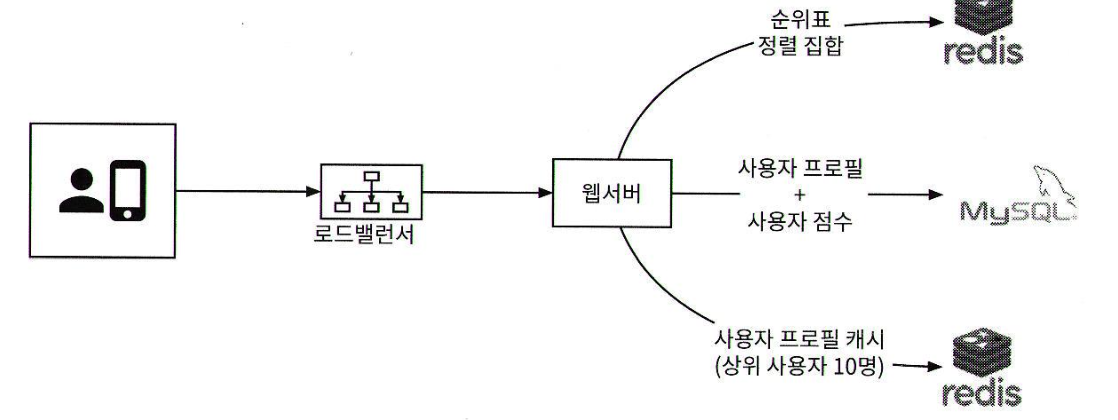 순위표
정렬 집합
redis
로드밸런서
웹서버
사용자 프로필
+
사용자 점수
MySQL
사용자 프로필 캐시
(상위 사용자 10명)
redis